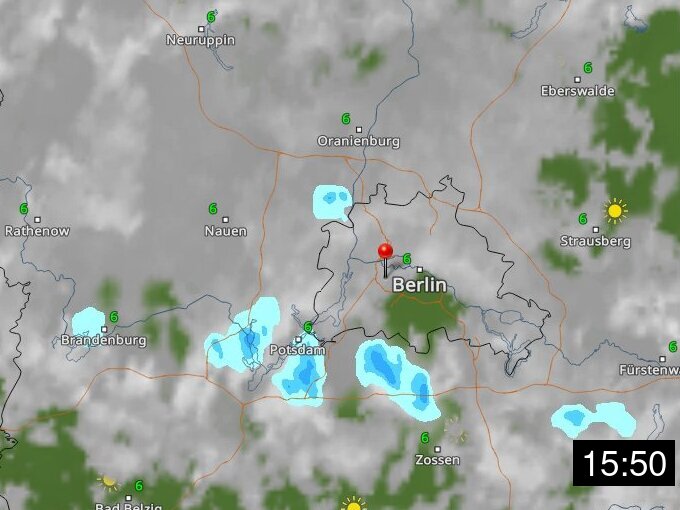 6
Neuruppin
6
Eberswalde
6
Oranienburg
6
Rathenow
6
Nauen
6
Strausberg
6
Berlin
6
Brandenburg
6
Potsdam
6
Fürstenwa
6
Zossen
15:50
6
Bad Belzig